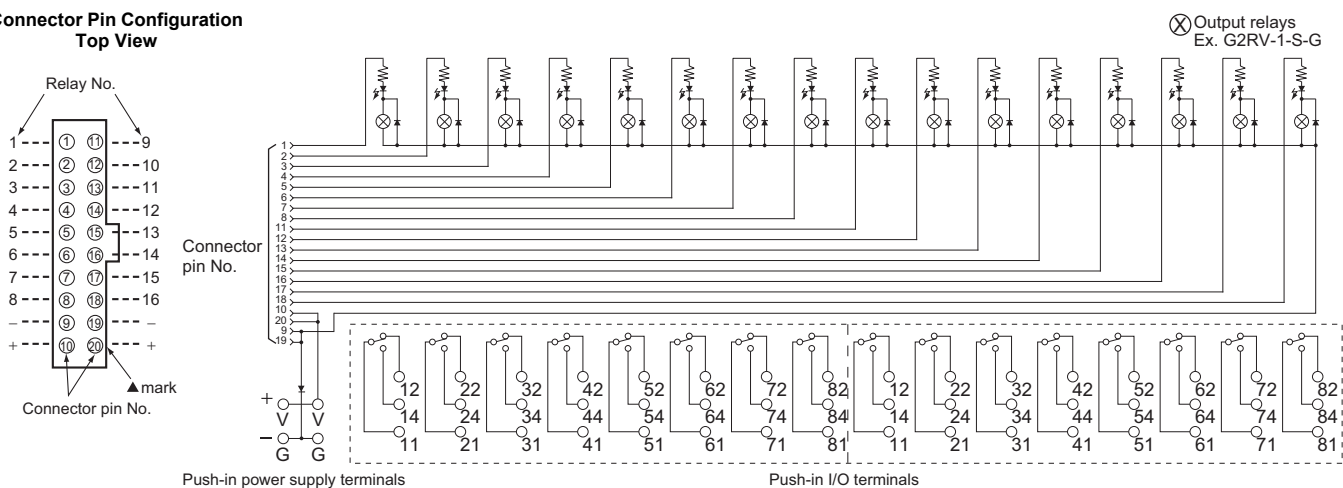 onnector Pin Configuration
Top View
Output relays
Ex. G2RV-1-S-G
Relay No.
1 1 11 9
2 2 12 10
3 3 13 11
4 4 14 12
5 5 15 13
6 6 16 14
7 7 17 15
8 8 18 16
– 9 19 –
+ 10 20 +
▲mark
Connector pin No.
Connector
pin No.
1
2
3
4
5
6
7
8
11
12
13
14
15
16
17
18
10
20
9
19
+ V V
– G G
12 22 32 42 52 62 72 82 12 22 32 42 52 62 72 82
14 24 34 44 54 64 74 84 14 24 34 44 54 64 74 84
11 21 31 41 51 61 71 81 11 21 31 41 51 61 71 81
Push-in power supply terminals
Push-in I/O terminals